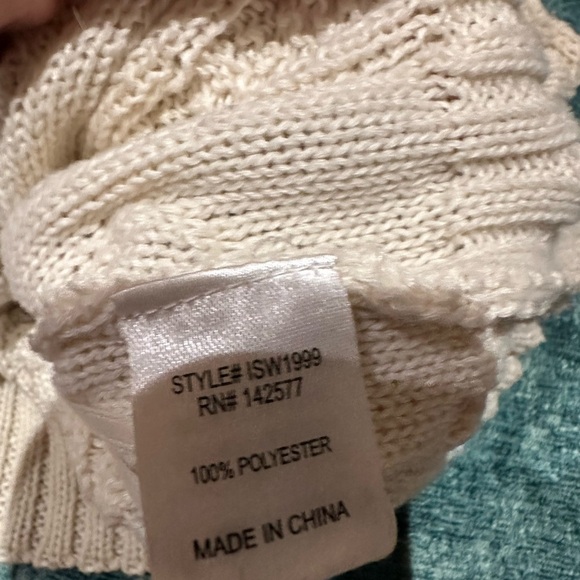 STYLE# ISW1999
RN# 142577
100% POLYESTER
MADE IN CHINA